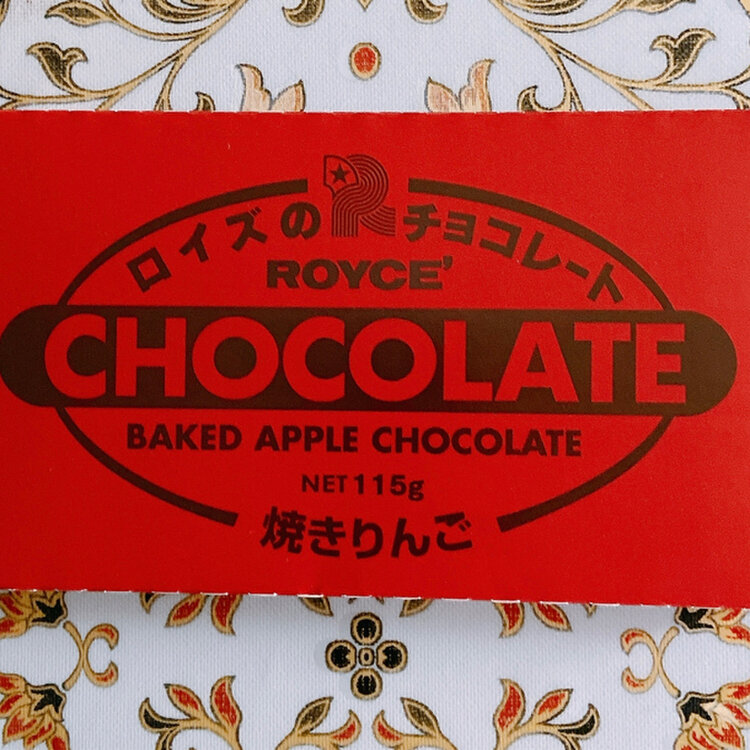 ロイズのチョコレート
ROYCE'
CHOCOLATE
BAKED APPLE CHOCOLATE
NET 115g
焼きりんご